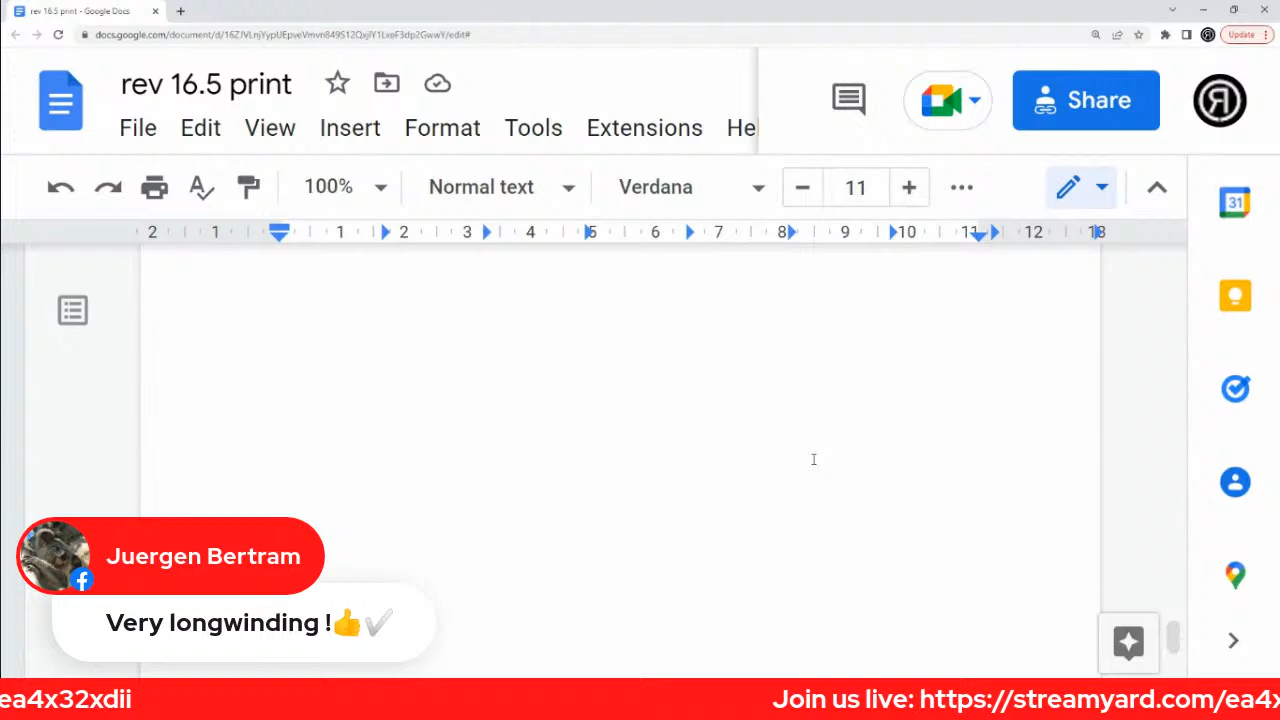 rev 16.5 print - Google Docs
docs.google.com/document/d/
Update
rev 16.5 print
File Edit View Insert Format Tools Extensions He
Share
100% Normal text Verdana 11
31
2 1 1 2 3 4 5 6 7 8 9 10 11 12 13
Juergen Bertram
Very longwinding !👍✔
ea4x32xdii Join us live: https://streamyard.com/ea4x